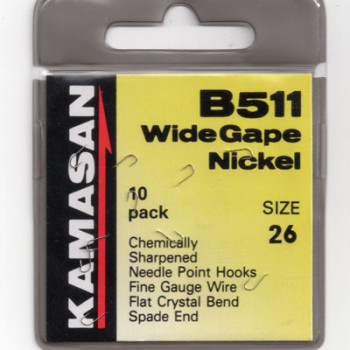 KAMASAN
B511
Wide Gape
Nickel
10
pack
SIZE
26
Chemically
Sharpened
Needle Point Hooks
Fine Gauge Wire
Flat Crystal Bend
Spade End